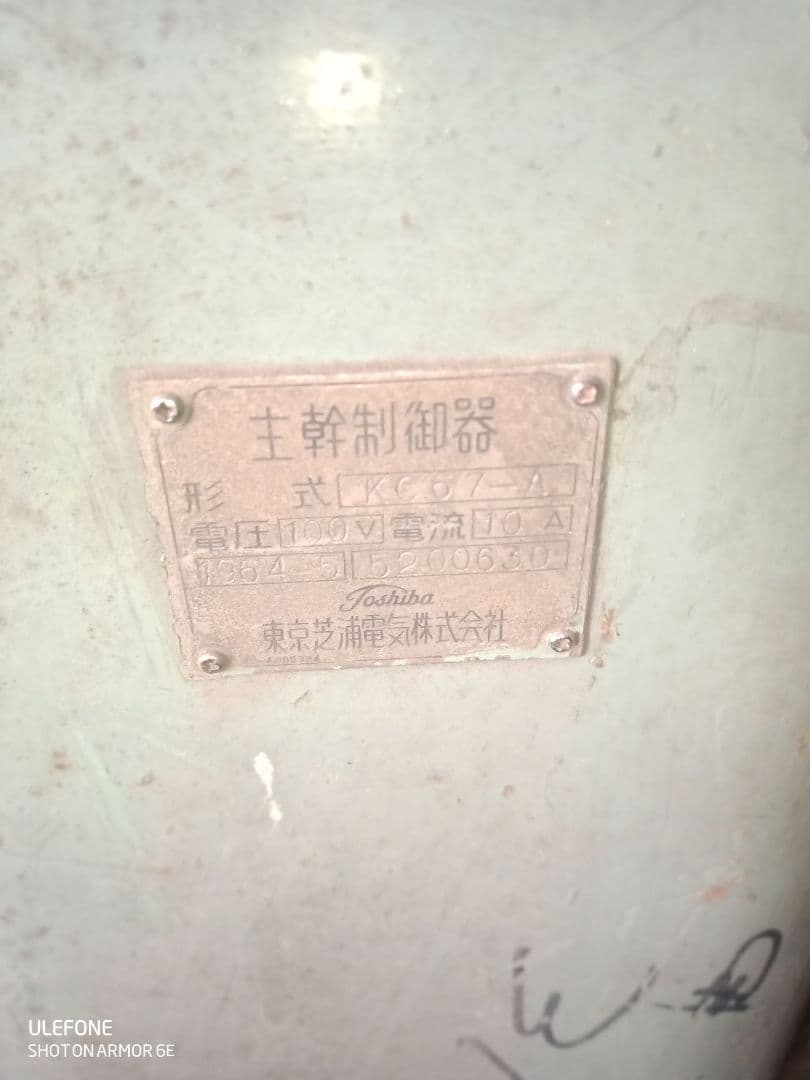 主幹制御器
形 式 KC67-A
電圧 100V 電流 10 A
1964-5 5200630
Toshiba
東京芝浦電気株式会社
ULEFONE
SHOT ON ARMOR 6E